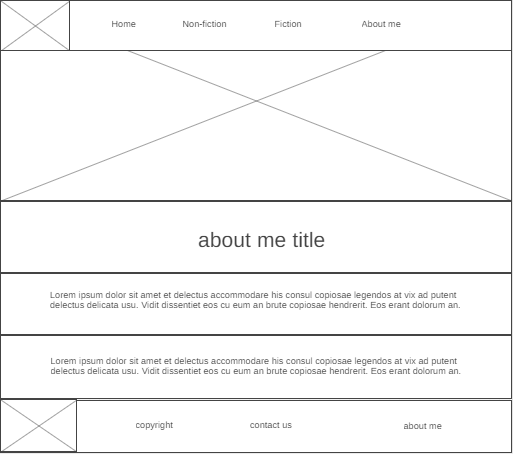 Home Non-fiction Fiction About me
about me title
Lorem ipsum dolor sit amet et delectus accommodare his consul copiosae legendos at vix ad putent
delectus delicata usu. Vidit dissentiet eos cu eum an brute copiosae hendrerit. Eos erant dolorum an.
Lorem ipsum dolor sit amet et delectus accommodare his consul copiosae legendos at vix ad putent
delectus delicata usu. Vidit dissentiet eos cu eum an brute copiosae hendrerit. Eos erant dolorum an.
copyright contact us about me